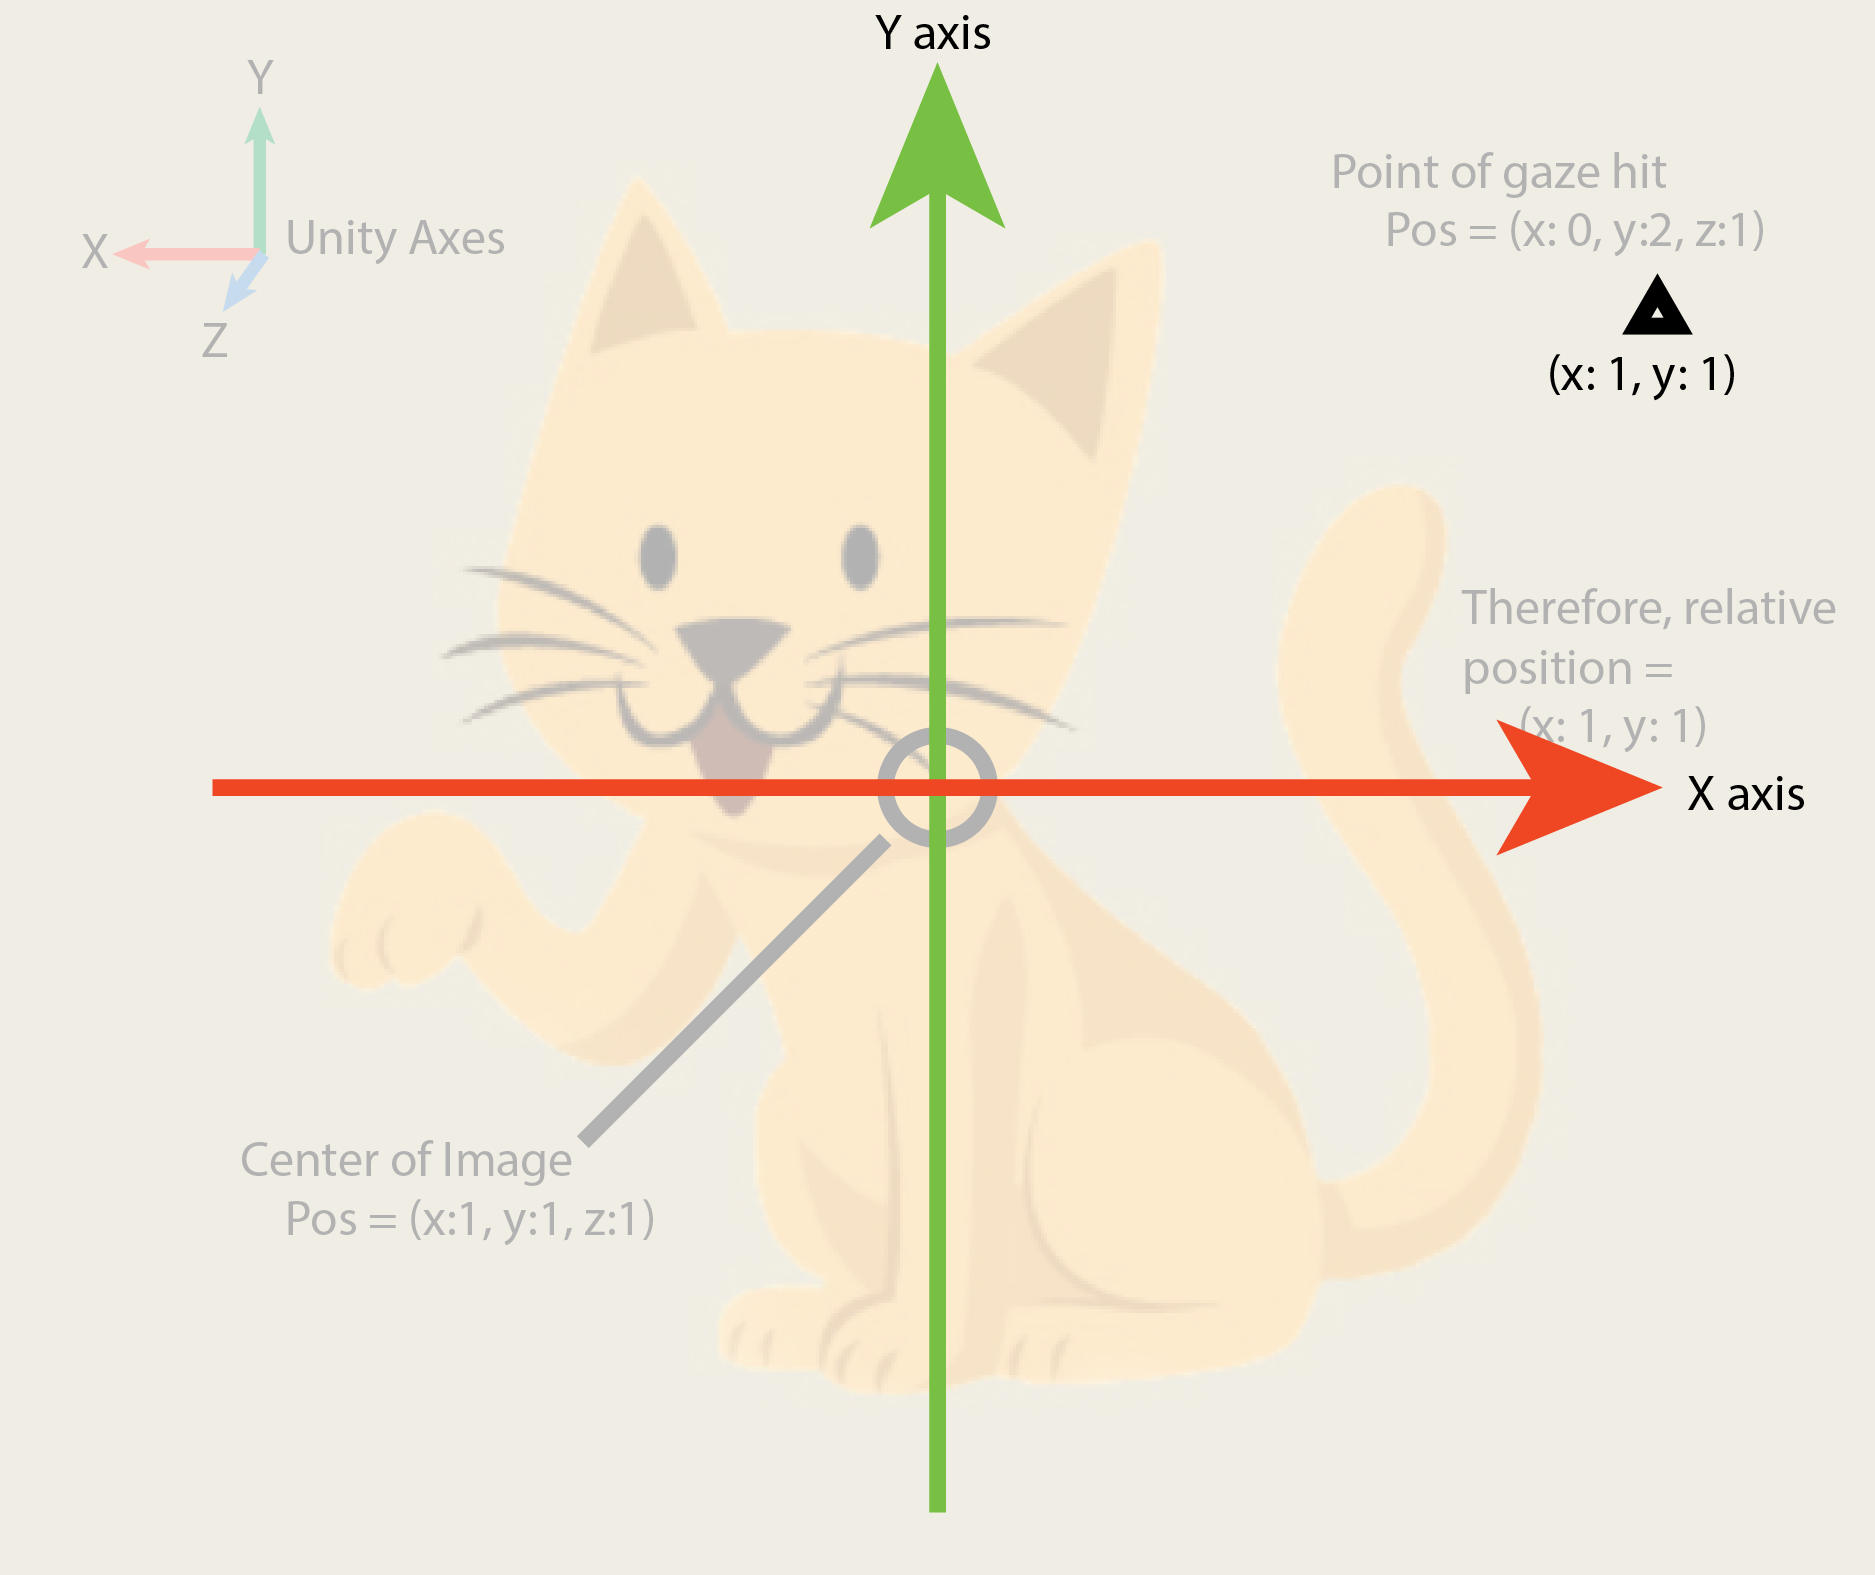 Y axis
Y
X
Unity Axes
Z
Point of gaze hit
Pos = (x: 0, y:2, z:1)
(x: 1, y: 1)
Therefore, relative
position =
(x: 1, y: 1)
X axis
Center of Image
Pos = (x:1, y:1, z:1)